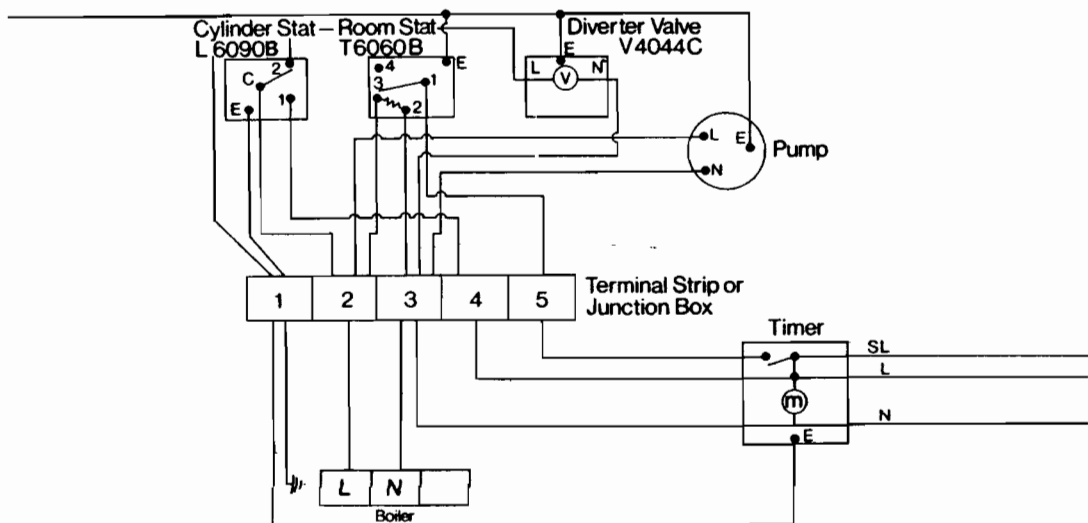 Cylinder Stat – Room Stat
L 6090B
T6060B
Diverter Valve
V4044C
2
C
1
E
4
E
3
1
2
E
L
N
V
L
E
N
Pump
1
2
3
4
5
Terminal Strip or
Junction Box
Timer
SL
L
m
N
E
L
N
Boiler